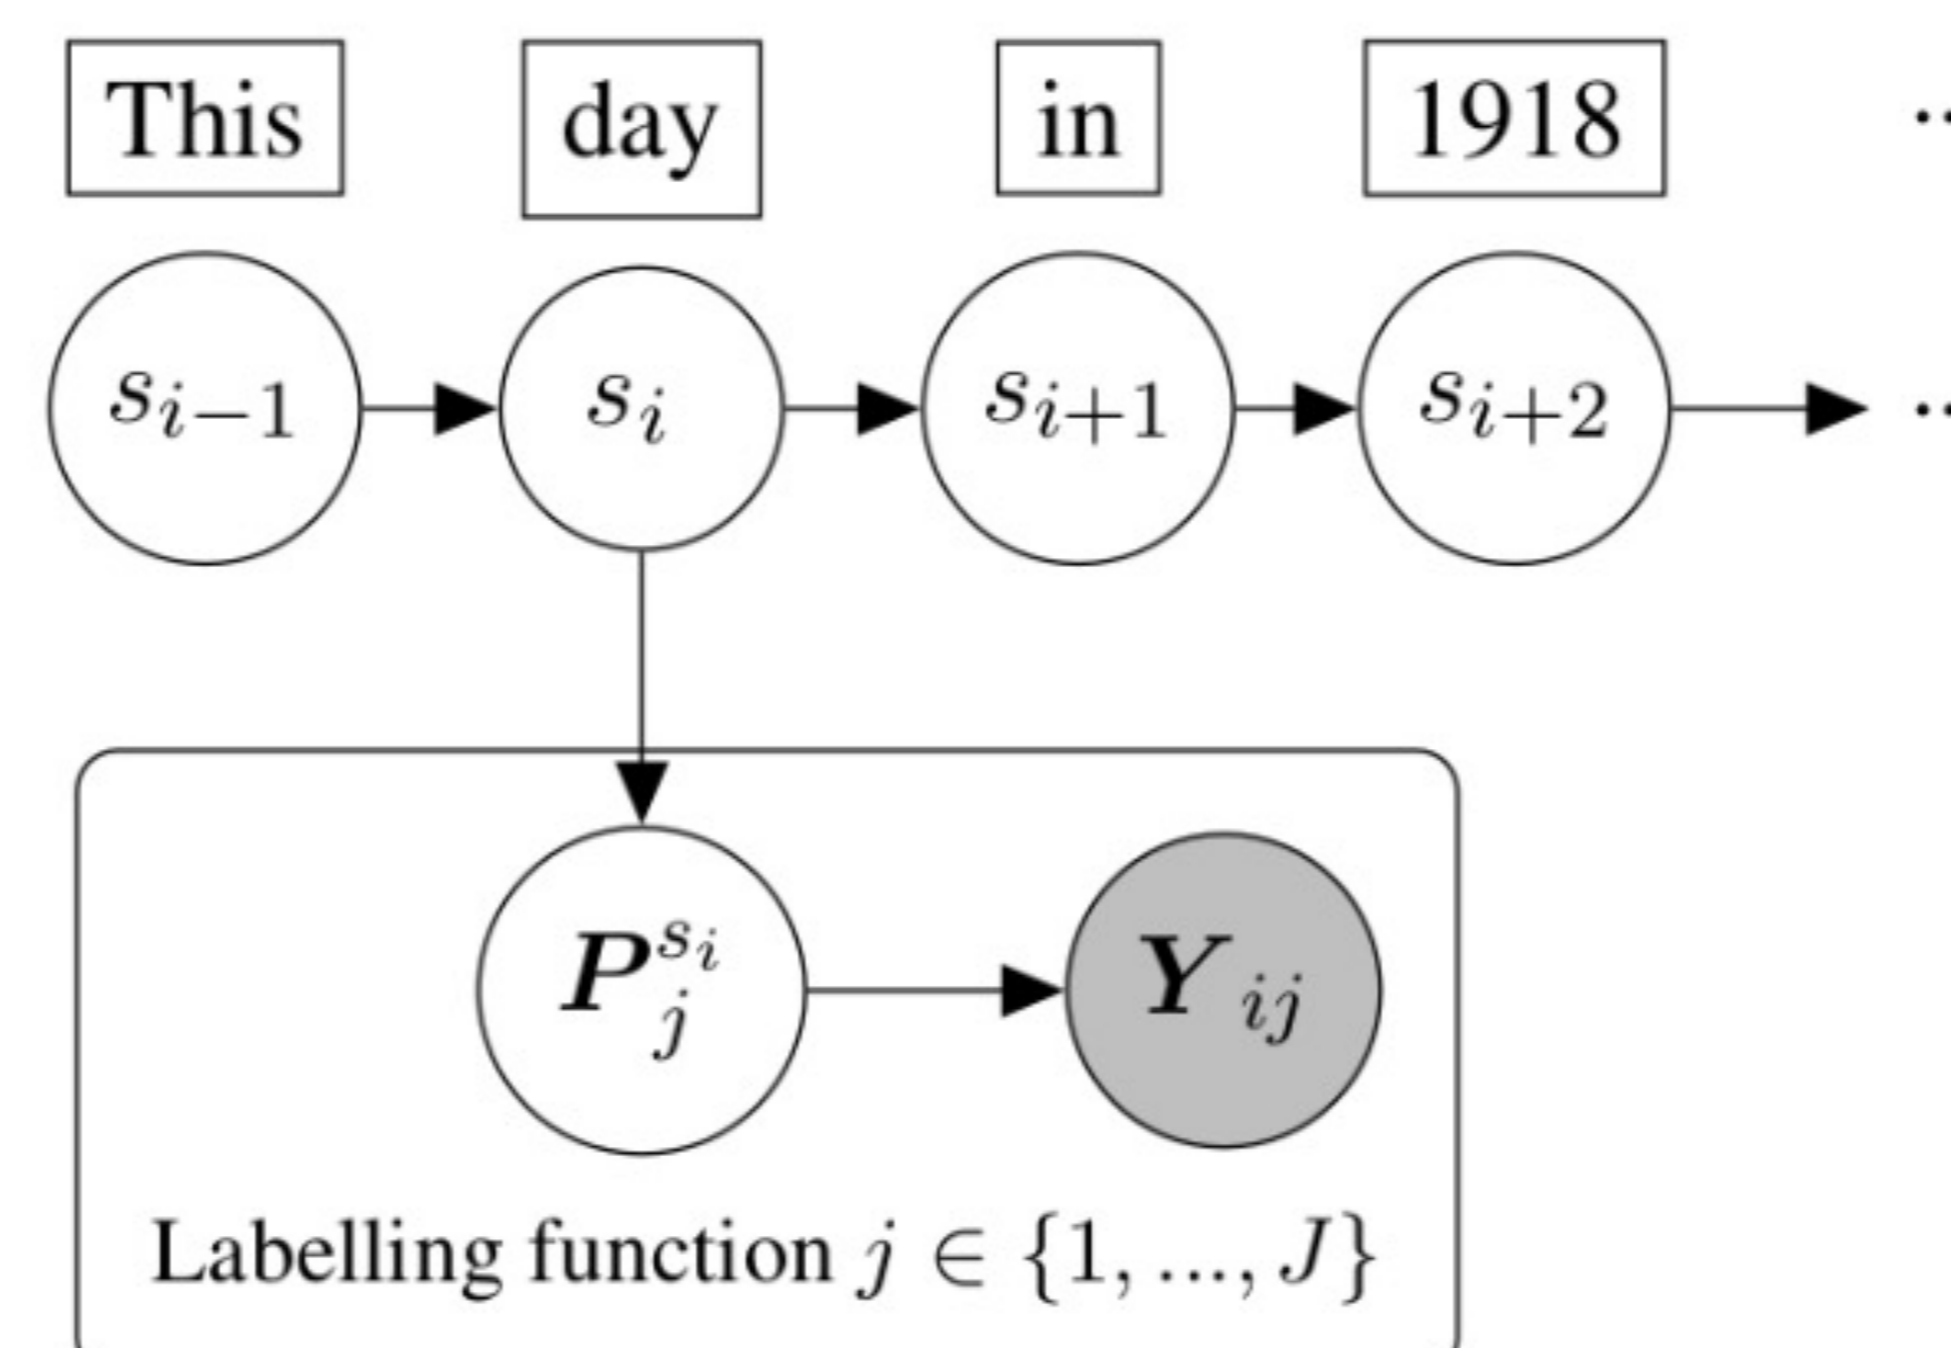 This day in 1918 ..
s_{i-1} s_i s_{i+1} s_{i+2} ..
P_j^{s_i} Y_{ij}
Labelling function j ∈ {1, ..., J}